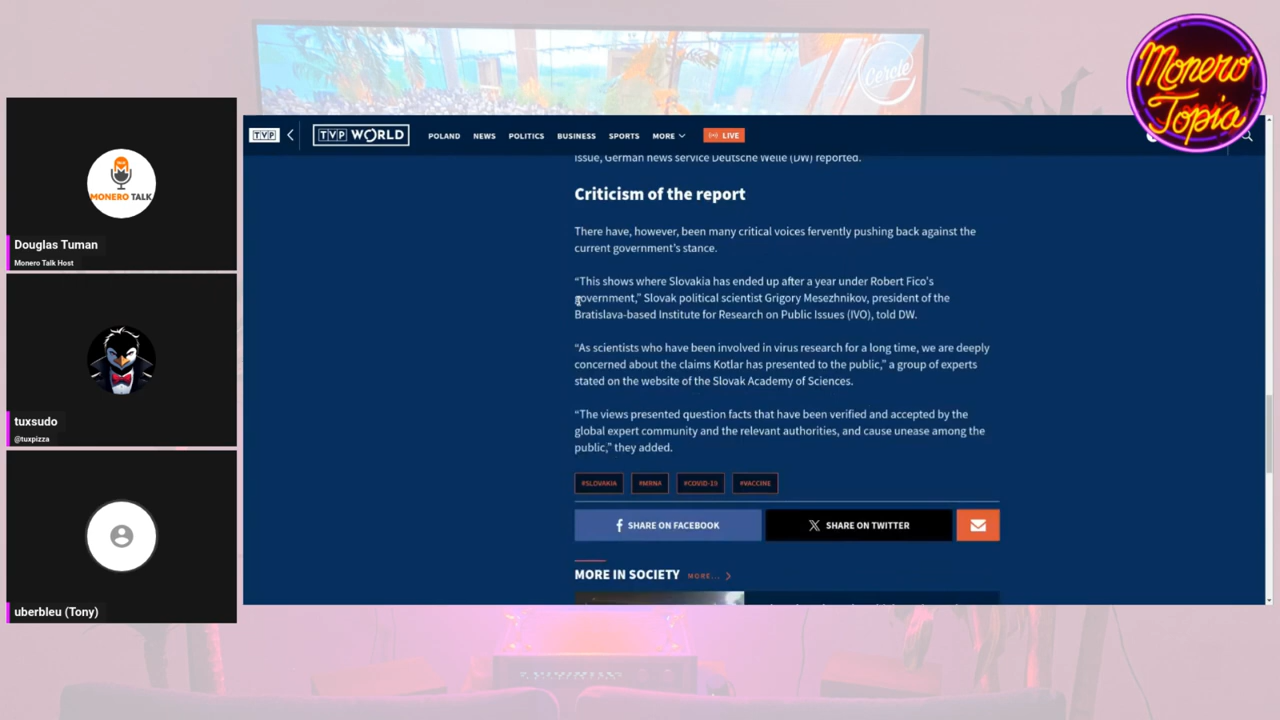 Monero
Topia
Cercle
TVP
TVP WORLD
POLAND
NEWS
POLITICS
BUSINESS
SPORTS
MORE
LIVE
issue, German news service Deutsche Welle (DW) reported.
Criticism of the report
There have, however, been many critical voices fervently pushing back against the
current government's stance.
“This shows where Slovakia has ended up after a year under Robert Fico's
government,” Slovak political scientist Grigory Mesezhnikov, president of the
Bratislava-based Institute for Research on Public Issues (IVO), told DW.
“As scientists who have been involved in virus research for a long time, we are deeply
concerned about the claims Kotlar has presented to the public,” a group of experts
stated on the website of the Slovak Academy of Sciences.
“The views presented question facts that have been verified and accepted by the
global expert community and the relevant authorities, and cause unease among the
public,” they added.
#SLOVAKIA
#MRNA
#COVID-19
#VACCINE
SHARE ON FACEBOOK
SHARE ON TWITTER
MORE IN SOCIETY
MORE...
MONERO TALK
Douglas Tuman
Monero Talk Host
tuxsudo
@tuxpizza
uberbleu (Tony)